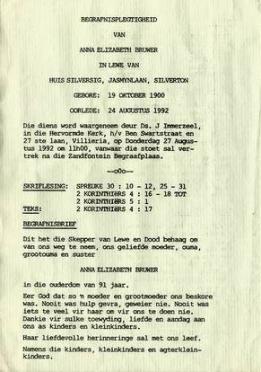 BEGRAFNISPLEGTIGHEID
VAN
ANNA ELIZABETH BRUWER
IN LEWE VAN
HUIS SILVERSIG, JASMYNLAAN, SILVERTON
GEBORE: 19 OKTOBER 1900
OORLEDE: 24 AUGUSTUS 1992
Die diens word waargeneem deur Ds. J Immerzeel,
in die Hervormde Kerk, h/v Ben Swartstraat en
27 ste laan, Villieria, op Donderdag 27 Augus-
tus 1992 om 11h00, vanwaar die stoet sal ver-
trek na die Zandfontein Begraafplaas.
--oOo--
SKRIFLESING: SPREUKE 30 : 10 - 12, 25 - 31
2 KORINTHIËRS 4 : 16 - 18 TOT
2 KORINTHIËRS 5 : 1
TEKS: 2 KORINTHIËRS 4 : 17
BEGRAFNISBRIEF
Dit het die Skepper van Lewe en Dood behaag om
van ons weg te neem, ons geliefde moeder, ouma,
grootouma en suster
ANNA ELIZABETH BRUWER
in die ouderdom van 91 jaar.
Eer God dat so 'n moeder en grootmoeder ons beskore
was. Nooit was hulp gevra, geweier nie. Nooit was
iets te veel vir haar om vir ons te doen nie.
Dankie vir sulke toewyding, liefde en aandag aan
ons as kinders en kleinkinders.
Haar liefdevolle herinneringe sal met ons leef.
Namens die kinders, kleinkinders en agterklein-
kinders.